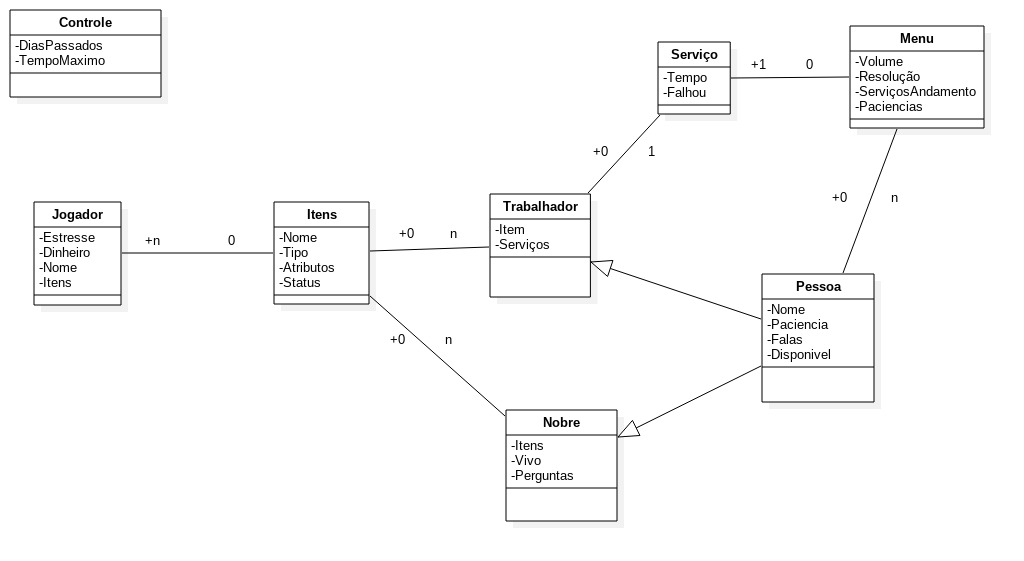 Controle
-DiasPassados
-TempoMaximo
Serviço
-Tempo
-Falhou
+1 0
Menu
-Volume
-Resolução
-ServiçosAndamento
-Paciencias
+0 1
+0 n
Jogador
-Estresse
-Dinheiro
-Nome
-Itens
+n 0
Itens
-Nome
-Tipo
-Atributos
-Status
+0 n
Trabalhador
-Item
-Serviços
Pessoa
-Nome
-Paciencia
-Falas
-Disponivel
+0 n
Nobre
-Itens
-Vivo
-Perguntas